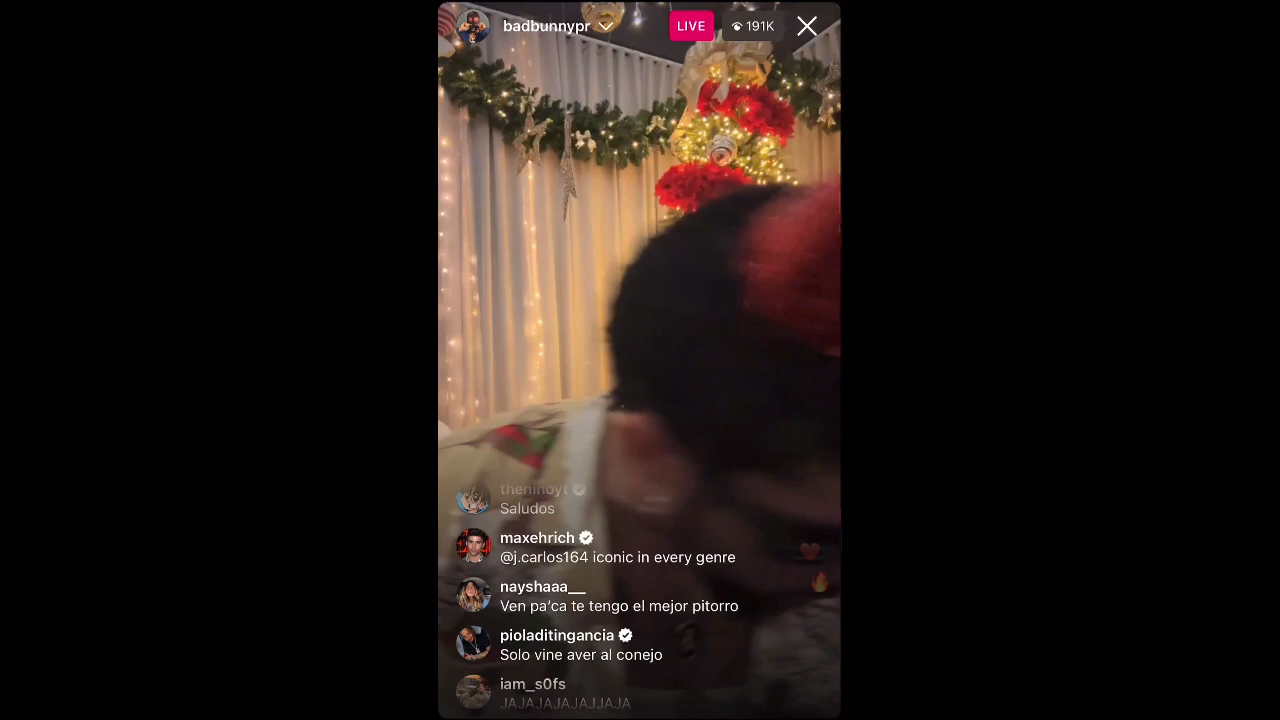 badbunnypr
LIVE
191K
theninoyt
Saludos
maxehrich
@j.carlos164 iconic in every genre
nayshaaa__
Ven pa'ca te tengo el mejor pitorro
pioladitingancia
Solo vine aver al conejo
iam_s0fs
JAJAJAJAJAJJAJA